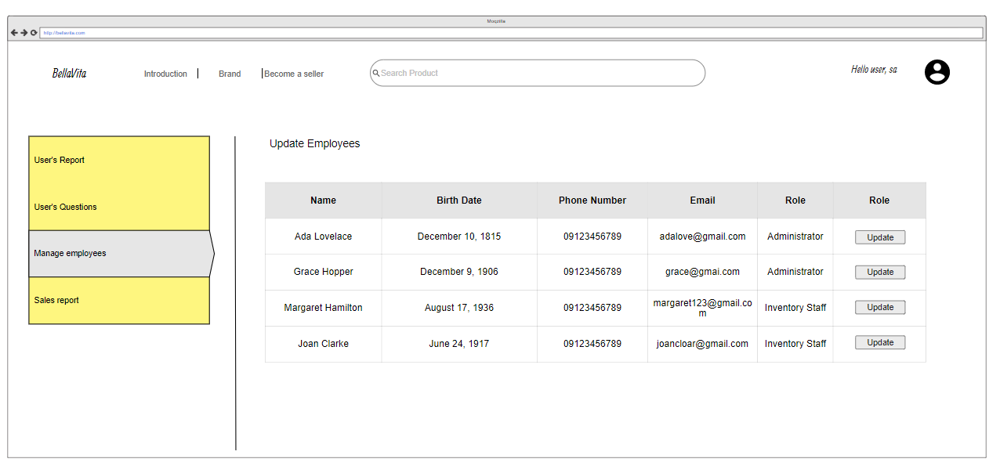 Moqzilla
http://bellavita.com
BellaVita
Introduction
Brand
Become a seller
Search Product
Hello user, sa
User's Report
User's Questions
Manage employees
Sales report
Update Employees
Name Birth Date Phone Number Email Role Role
Ada Lovelace December 10, 1815 09123456789 adalove@gmail.com Administrator Update
Grace Hopper December 9, 1906 09123456789 grace@gmai.com Administrator Update
Margaret Hamilton August 17, 1936 09123456789 margaret123@gmail.co
m Inventory Staff Update
Joan Clarke June 24, 1917 09123456789 joancloar@gmail.com Inventory Staff Update